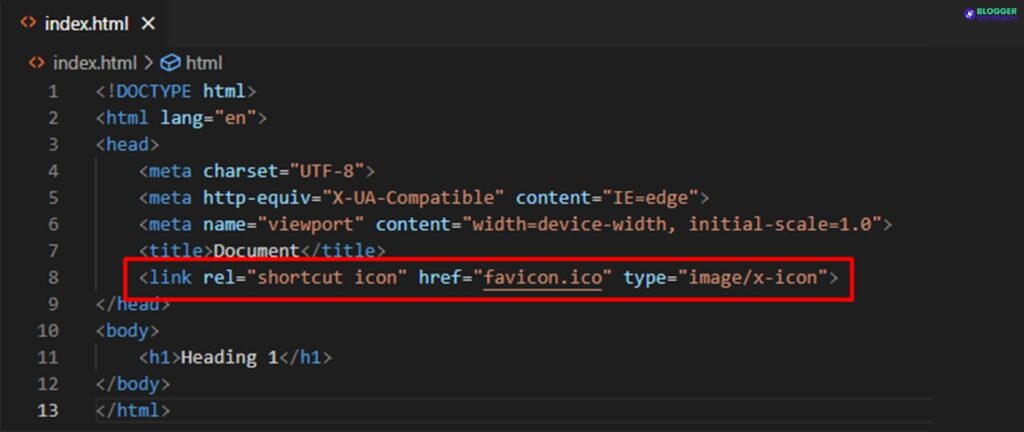 index.html
BLOGGER
OUTREACH
index.html > html
1 <!DOCTYPE html>
2 <html lang="en">
3 <head>
4 <meta charset="UTF-8">
5 <meta http-equiv="X-UA-Compatible" content="IE=edge">
6 <meta name="viewport" content="width=device-width, initial-scale=1.0">
7 <title>Document</title>
8 <link rel="shortcut icon" href="favicon.ico" type="image/x-icon">
9 </head>
10 <body>
11 <h1>Heading 1</h1>
12 </body>
13 </html>